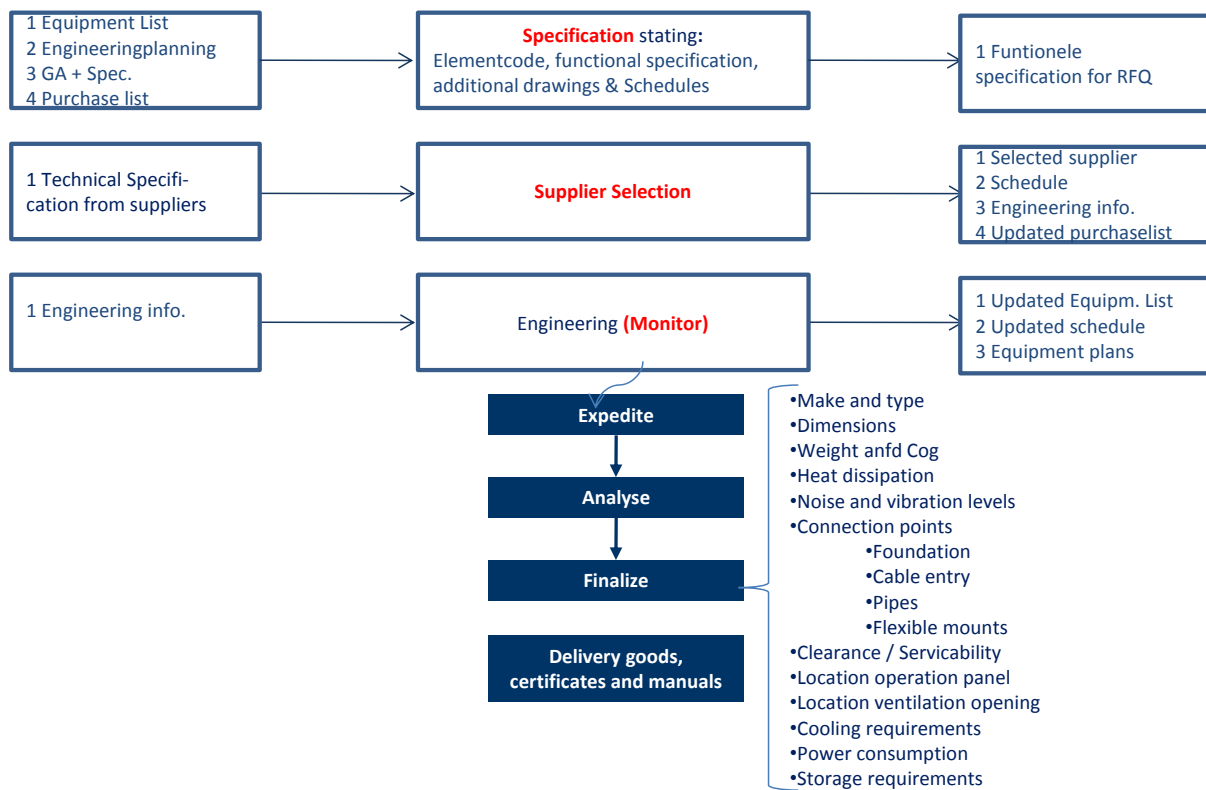 1 Equipment List
2 Engineeringplanning
3 GA + Spec.
4 Purchase list
Specification stating:
Elementcode, functional specification,
additional drawings & Schedules
1 Funtionele
specification for RFQ
1 Technical Specifi-
cation from suppliers
Supplier Selection
1 Selected supplier
2 Schedule
3 Engineering info.
4 Updated purchaselist
1 Engineering info.
Engineering (Monitor)
1 Updated Equipm. List
2 Updated schedule
3 Equipment plans
Expedite
Analyse
Finalize
Delivery goods,
certificates and manuals
•Make and type
•Dimensions
•Weight anfd Cog
•Heat dissipation
•Noise and vibration levels
•Connection points
•Foundation
•Cable entry
•Pipes
•Flexible mounts
•Clearance / Servicability
•Location operation panel
•Location ventilation opening
•Cooling requirements
•Power consumption
•Storage requirements